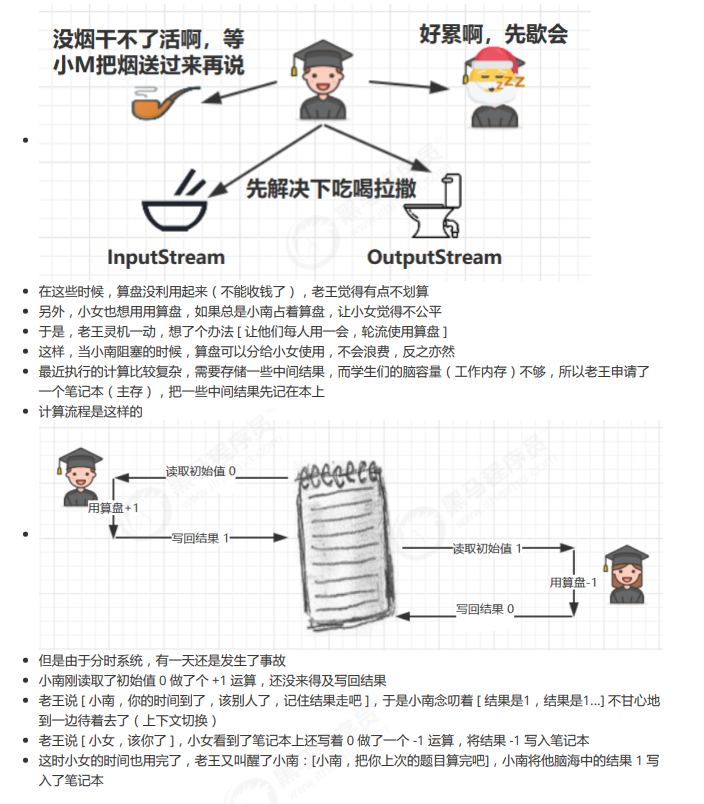 没烟干不了活啊，等
小M把烟送过来再说
好累啊，先歇会
zZZ
先解决下吃喝拉撒
InputStream
OutputStream
在这些时候，算盘没利用起来（不能收钱了），老王觉得有点不划算
另外，小女也想用用算盘，如果总是小南占着算盘，让小女觉得不公平
于是，老王灵机一动，想了个办法 [ 让他们每人用一会，轮流使用算盘 ]
这样，当小南阻塞的时候，算盘可以分给小女使用，不会浪费，反之亦然
最近执行的计算比较复杂，需要存储一些中间结果，而学生们的脑容量（工作内存）不够，所以老王申请了
一个笔记本（主存），把一些中间结果先记在本上
计算流程是这样的
读取初始值 0
用算盘+1
写回结果 1
读取初始值 1
用算盘-1
写回结果 0
但是由于分时系统，有一天还是发生了事故
小南刚读取了初始值 0 做了个 +1 运算，还没来得及写回结果
老王说 [ 小南，你的时间到了，该别人了，记住结果走吧 ]，于是小南念叨着 [ 结果是1，结果是1...] 不甘心地
到一边待着去了（上下文切换）
老王说 [ 小女，该你了 ]，小女看到了笔记本上还写着 0 做了一个 -1 运算，将结果 -1 写入笔记本
这时小女的时间也用完了，老王又叫醒了小南：[小南，把你上次的题目算完吧]，小南将他脑海中的结果 1 写
入了笔记本